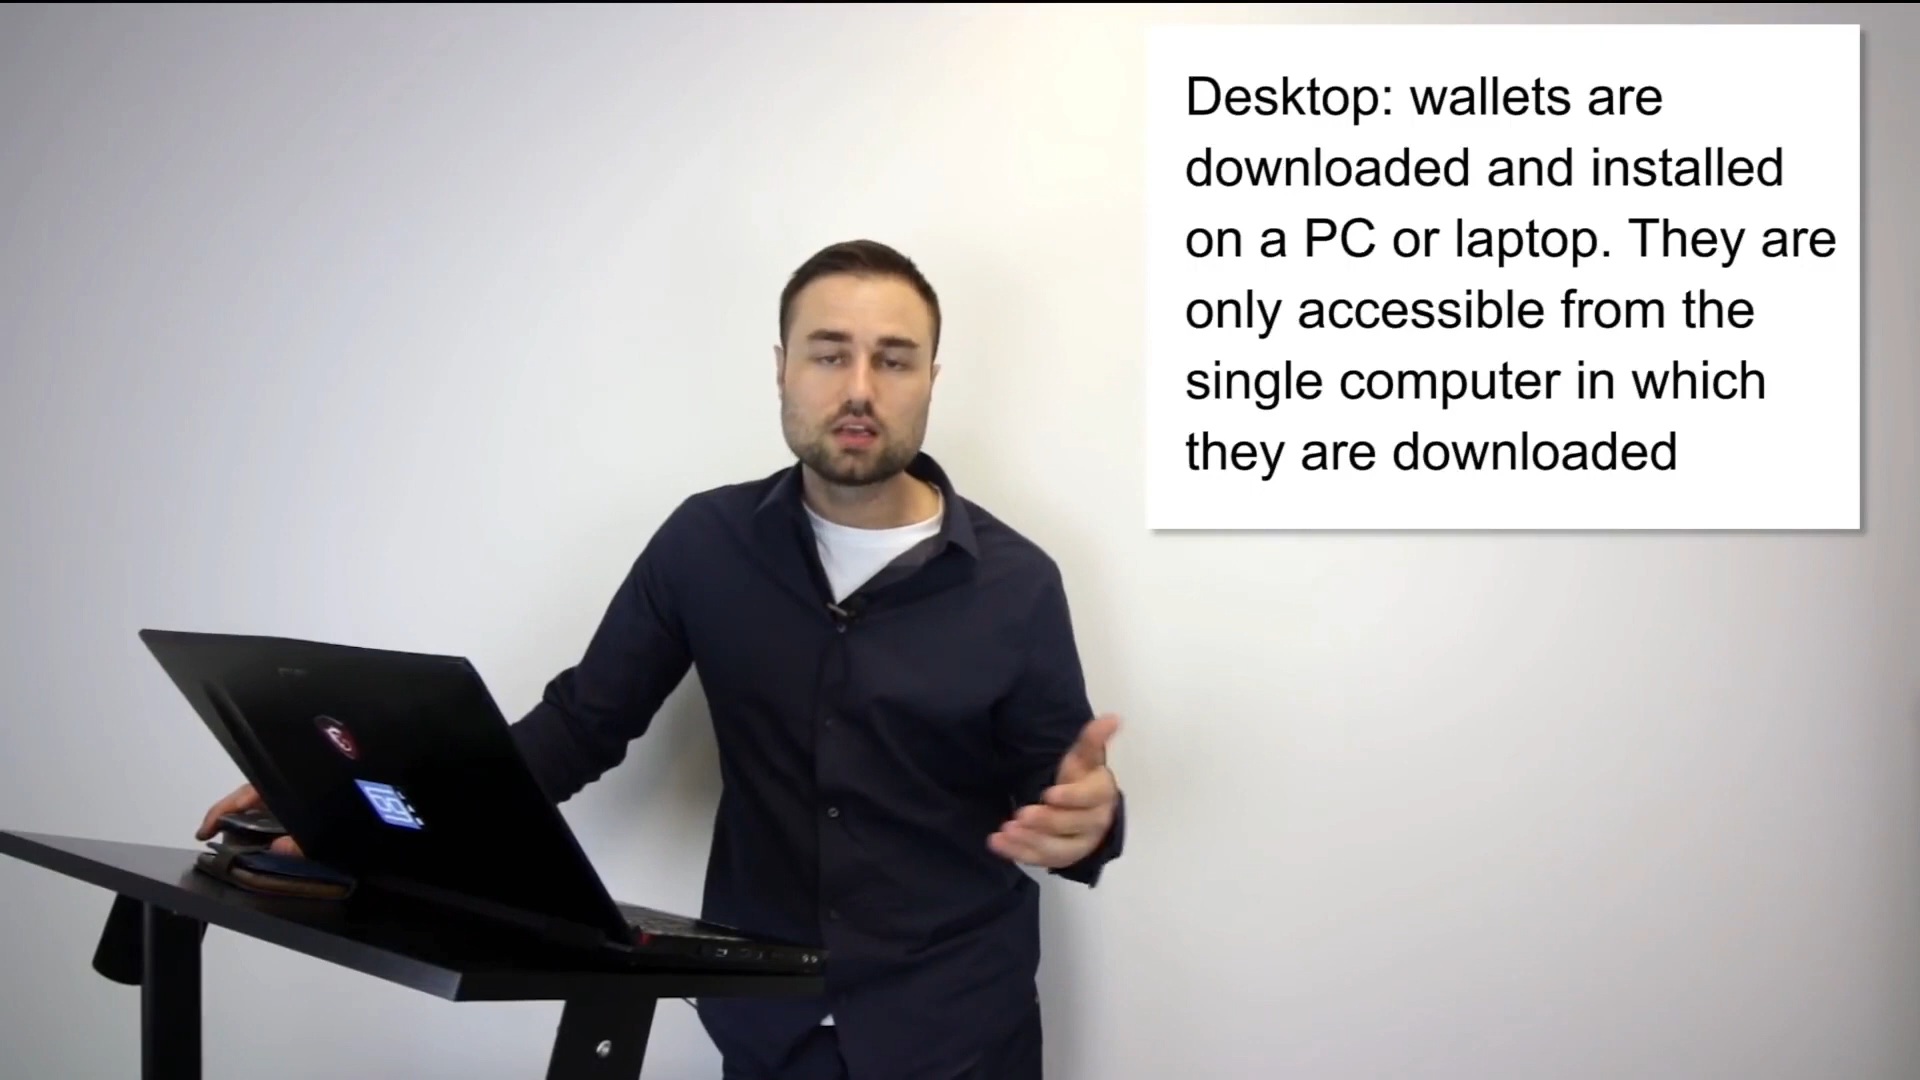 Desktop: wallets are
downloaded and installed
on a PC or laptop. They are
only accessible from the
single computer in which
they are downloaded